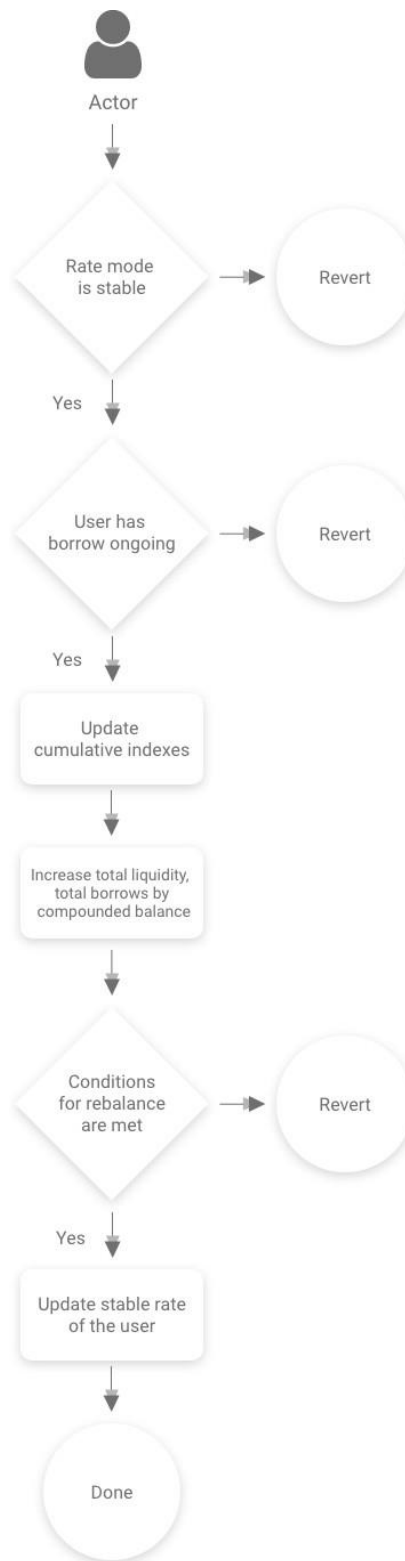 Actor
Rate mode
is stable
Revert
Yes
User has
borrow ongoing
Revert
Yes
Update
cumulative indexes
Increase total liquidity,
total borrows by
compounded balance
Conditions
for rebalance
are met
Revert
Yes
Update stable rate
of the user
Done